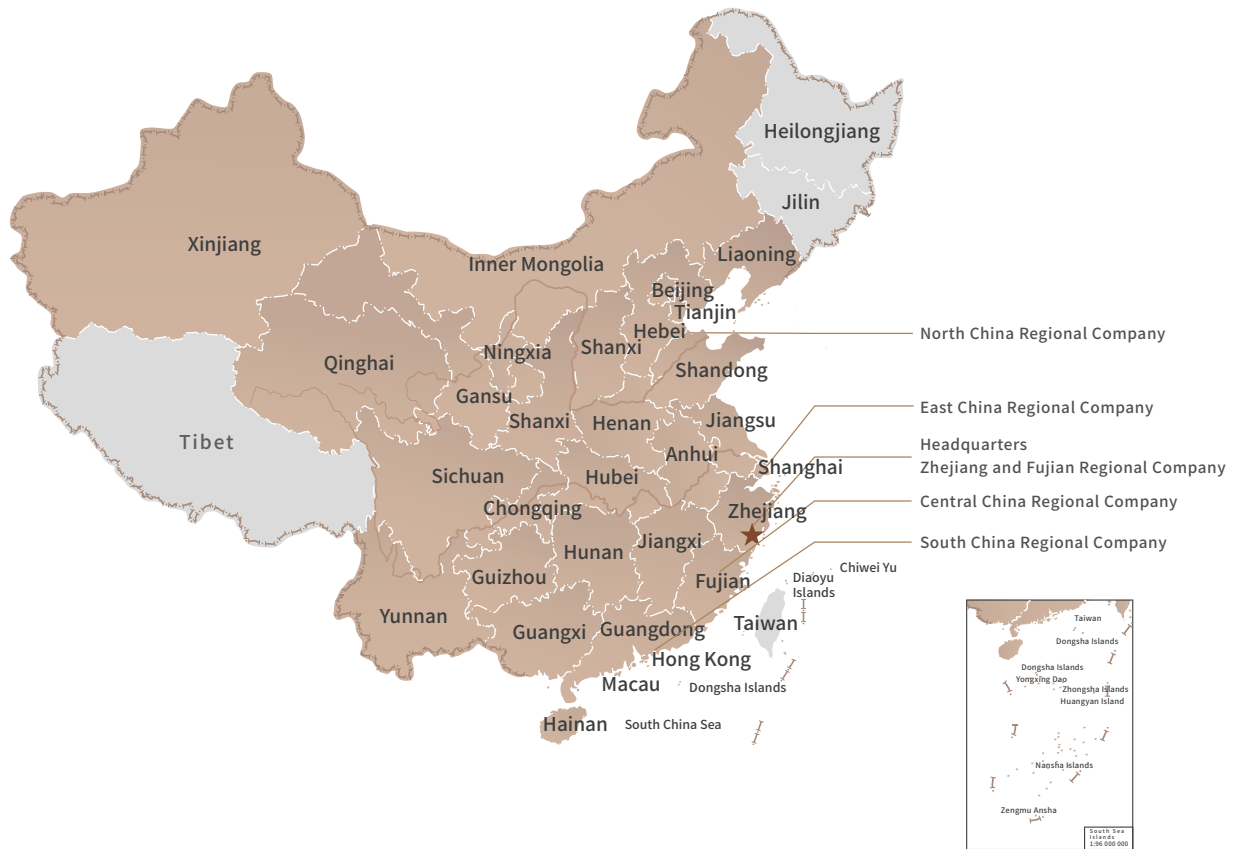 Heilongjiang
Jilin
Xinjiang
Liaoning
Inner Mongolia
Beijing
Tianjin
Hebei
North China Regional Company
Ningxia
Shanxi
Qinghai
Shandong
Gansu
East China Regional Company
Shanxi
Henan
Jiangsu
Tibet
Anhui
Headquarters
Zhejiang and Fujian Regional Company
Shanghai
Sichuan
Hubei
Central China Regional Company
Chongqing
Zhejiang
South China Regional Company
Hunan
Jiangxi
Chiwei Yu
Guizhou
Fujian
Diaoyu
Islands
Yunnan
Guangxi
Guangdong
Taiwan
Hong Kong
Macau
Dongsha Islands
Hainan
South China Sea
Taiwan
Dongsha Islands
Dongsha Islands
Yongxing Dao
Zhongsha Islands
Huangyan Island
Nansha Islands
Zengmu Ansha
South Sea
Islands
1:96 000 000